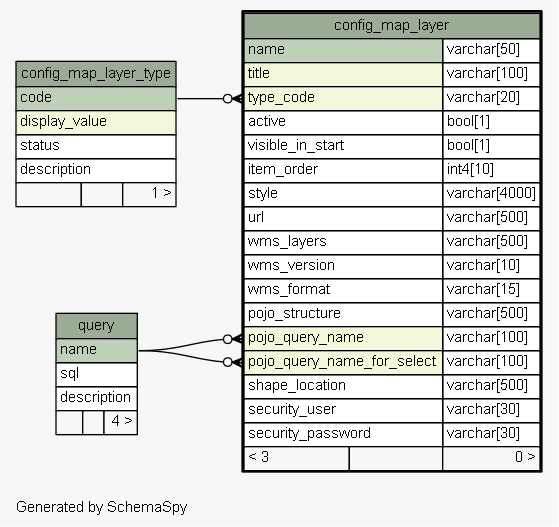 config_map_layer
name varchar[50]
title varchar[100]
type_code varchar[20]
active bool[1]
visible_in_start bool[1]
item_order int4[10]
style varchar[4000]
url varchar[500]
wms_layers varchar[500]
wms_version varchar[10]
wms_format varchar[15]
pojo_structure varchar[500]
pojo_query_name varchar[100]
pojo_query_name_for_select varchar[100]
shape_location varchar[500]
security_user varchar[30]
security_password varchar[30]
< 3 0 >
config_map_layer_type
code
display_value
status
description
1 >
query
name
sql
description
4 >
Generated by SchemaSpy